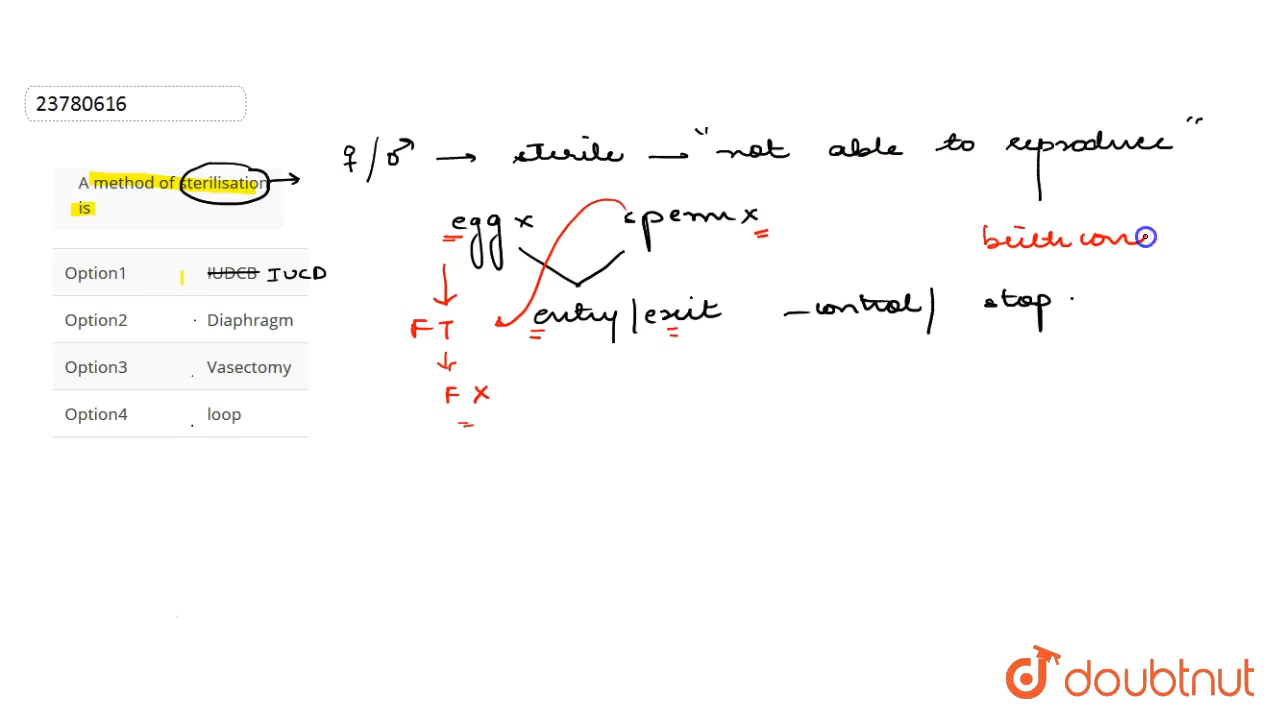 23780616
A method of sterilisation
is
♀/♂ → sterile → "not able to reproduce"
egg x sperm x
birth con
Option1 IUDCB IUCD
entry/exit - control/ stop.
Option2 Diaphragm
FT
Option3 Vasectomy
F X
Option4 loop
doubtnut